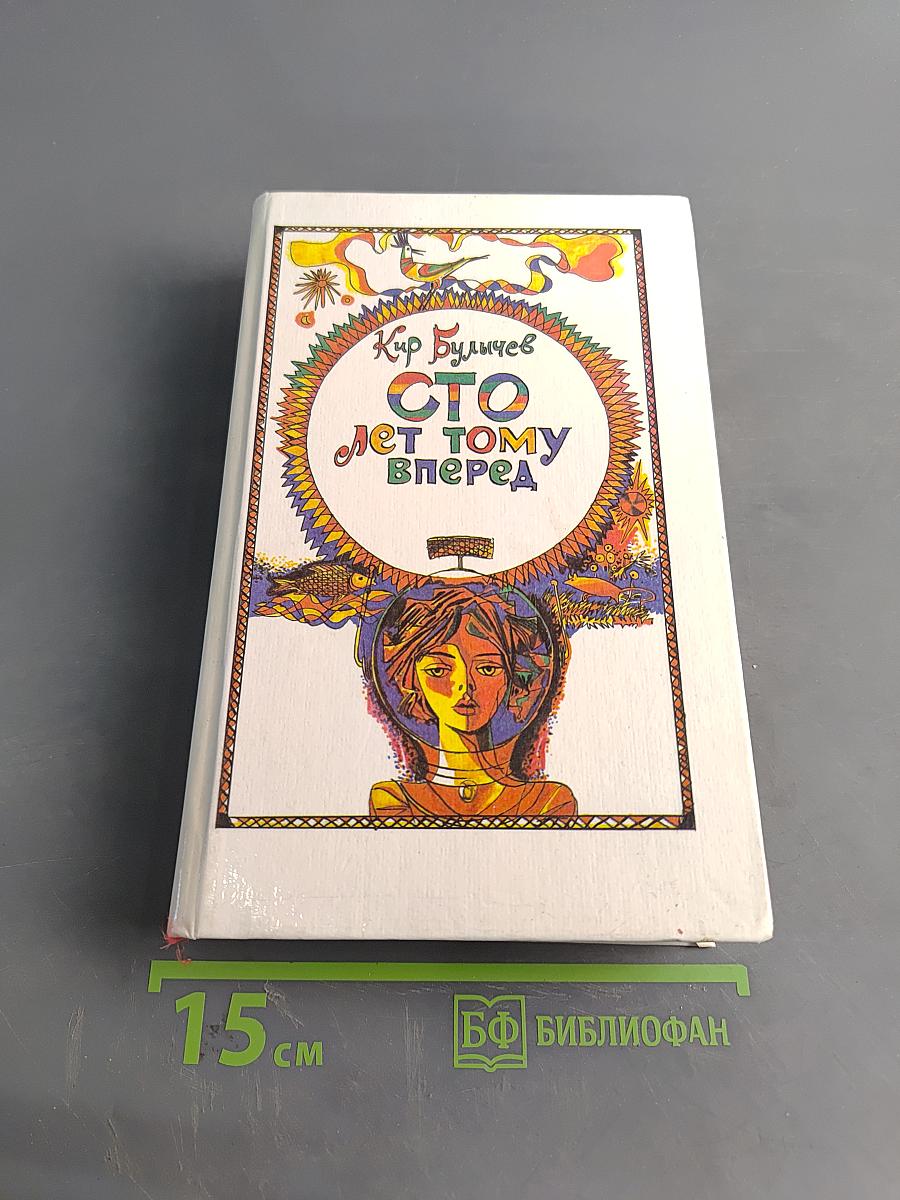 Кир Булычев
СТО
лет тому
вперед
15 см
БФ БИБЛИОФАН